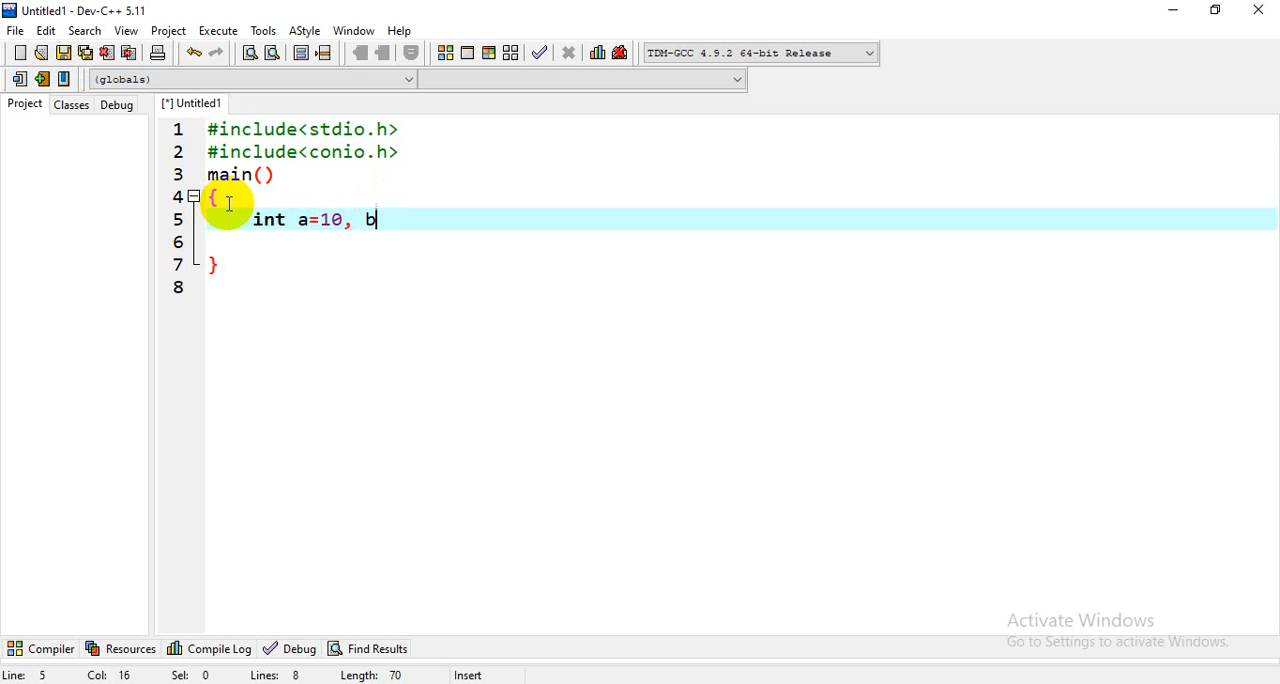 Untitled1 - Dev-C++ 5.11
File Edit Search View Project Execute Tools AStyle Window Help
TDM-GCC 4.9.2 64-bit Release
(globals)
Project Classes Debug [*] Untitled1
1 #include<stdio.h>
2 #include<conio.h>
3 main()
4 {
5 int a=10, b
6
7 }
8
Activate Windows
Go to Settings to activate Windows.
Compiler Resources Compile Log Debug Find Results
Line: 5 Col: 16 Sel: 0 Lines: 8 Length: 70 Insert